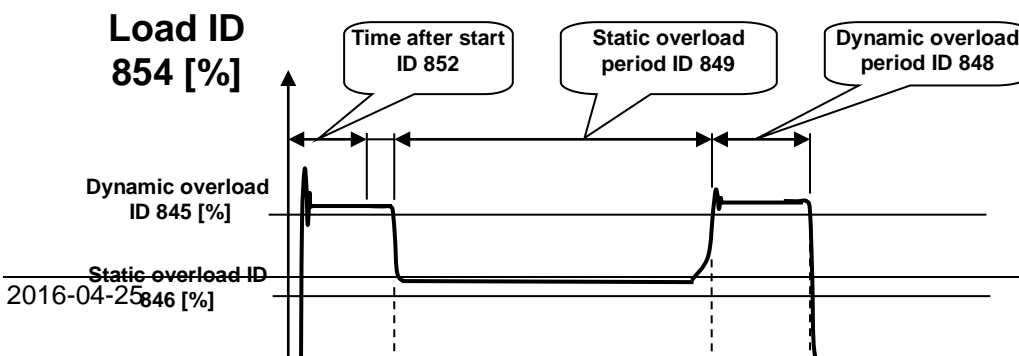 Load ID
854 [%]
Time after start
ID 852
Static overload
period ID 849
Dynamic overload
period ID 848
Dynamic overload
ID 845 [%]
Static overload ID
846 [%]
2016-04-25